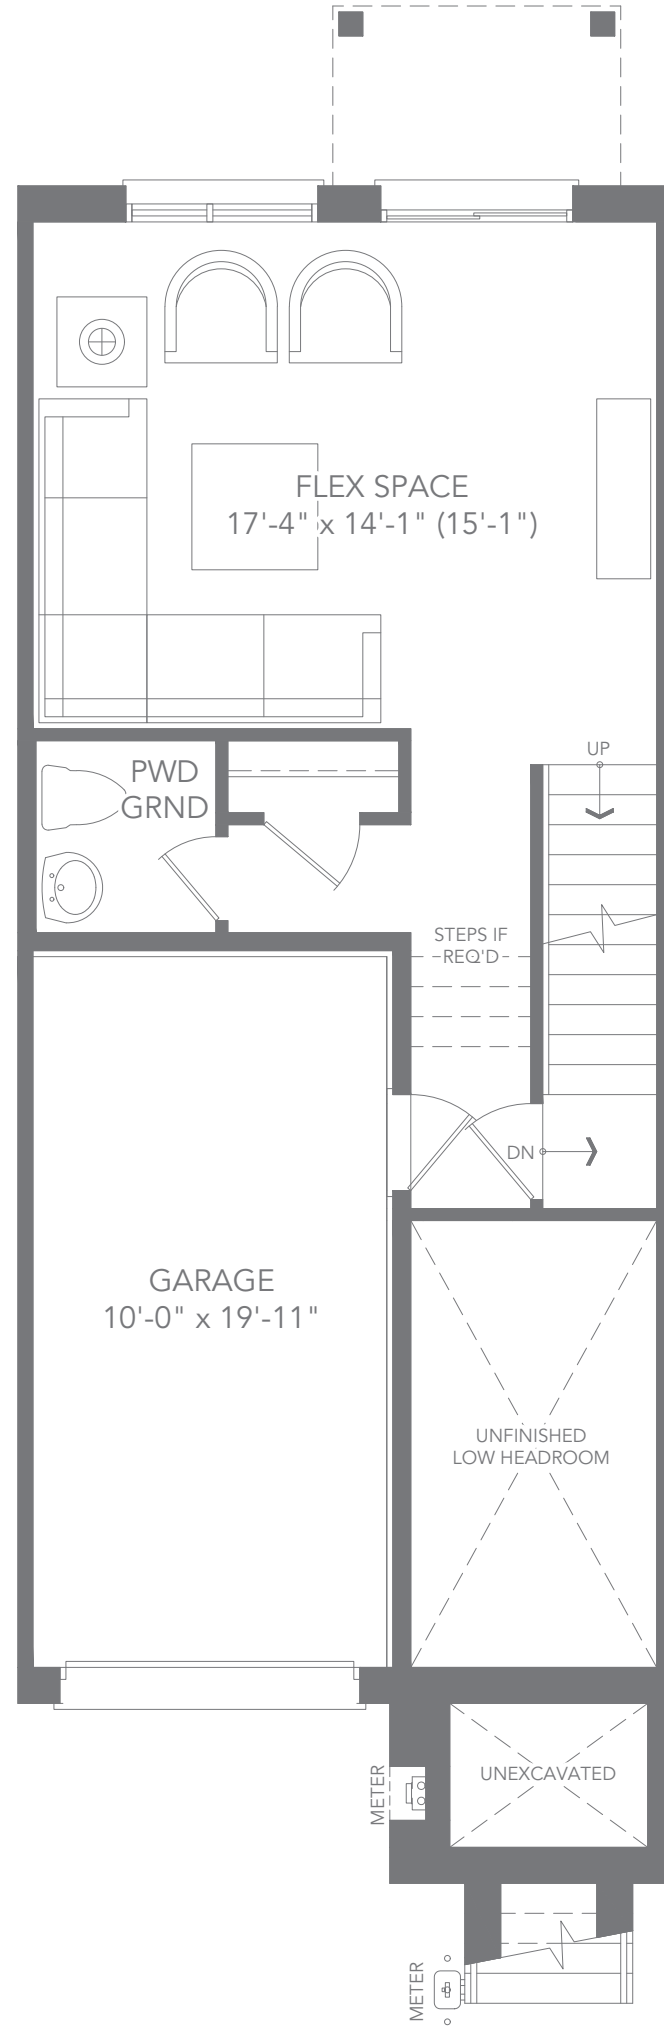 FLEX SPACE
17'-4" x 14'-1" (15'-1")
PWD
GRND
UP
STEPS IF
REQ'D
DN
GARAGE
10'-0" x 19'-11"
UNFINISHED
LOW HEADROOM
METER
UNEXCAVATED
METER